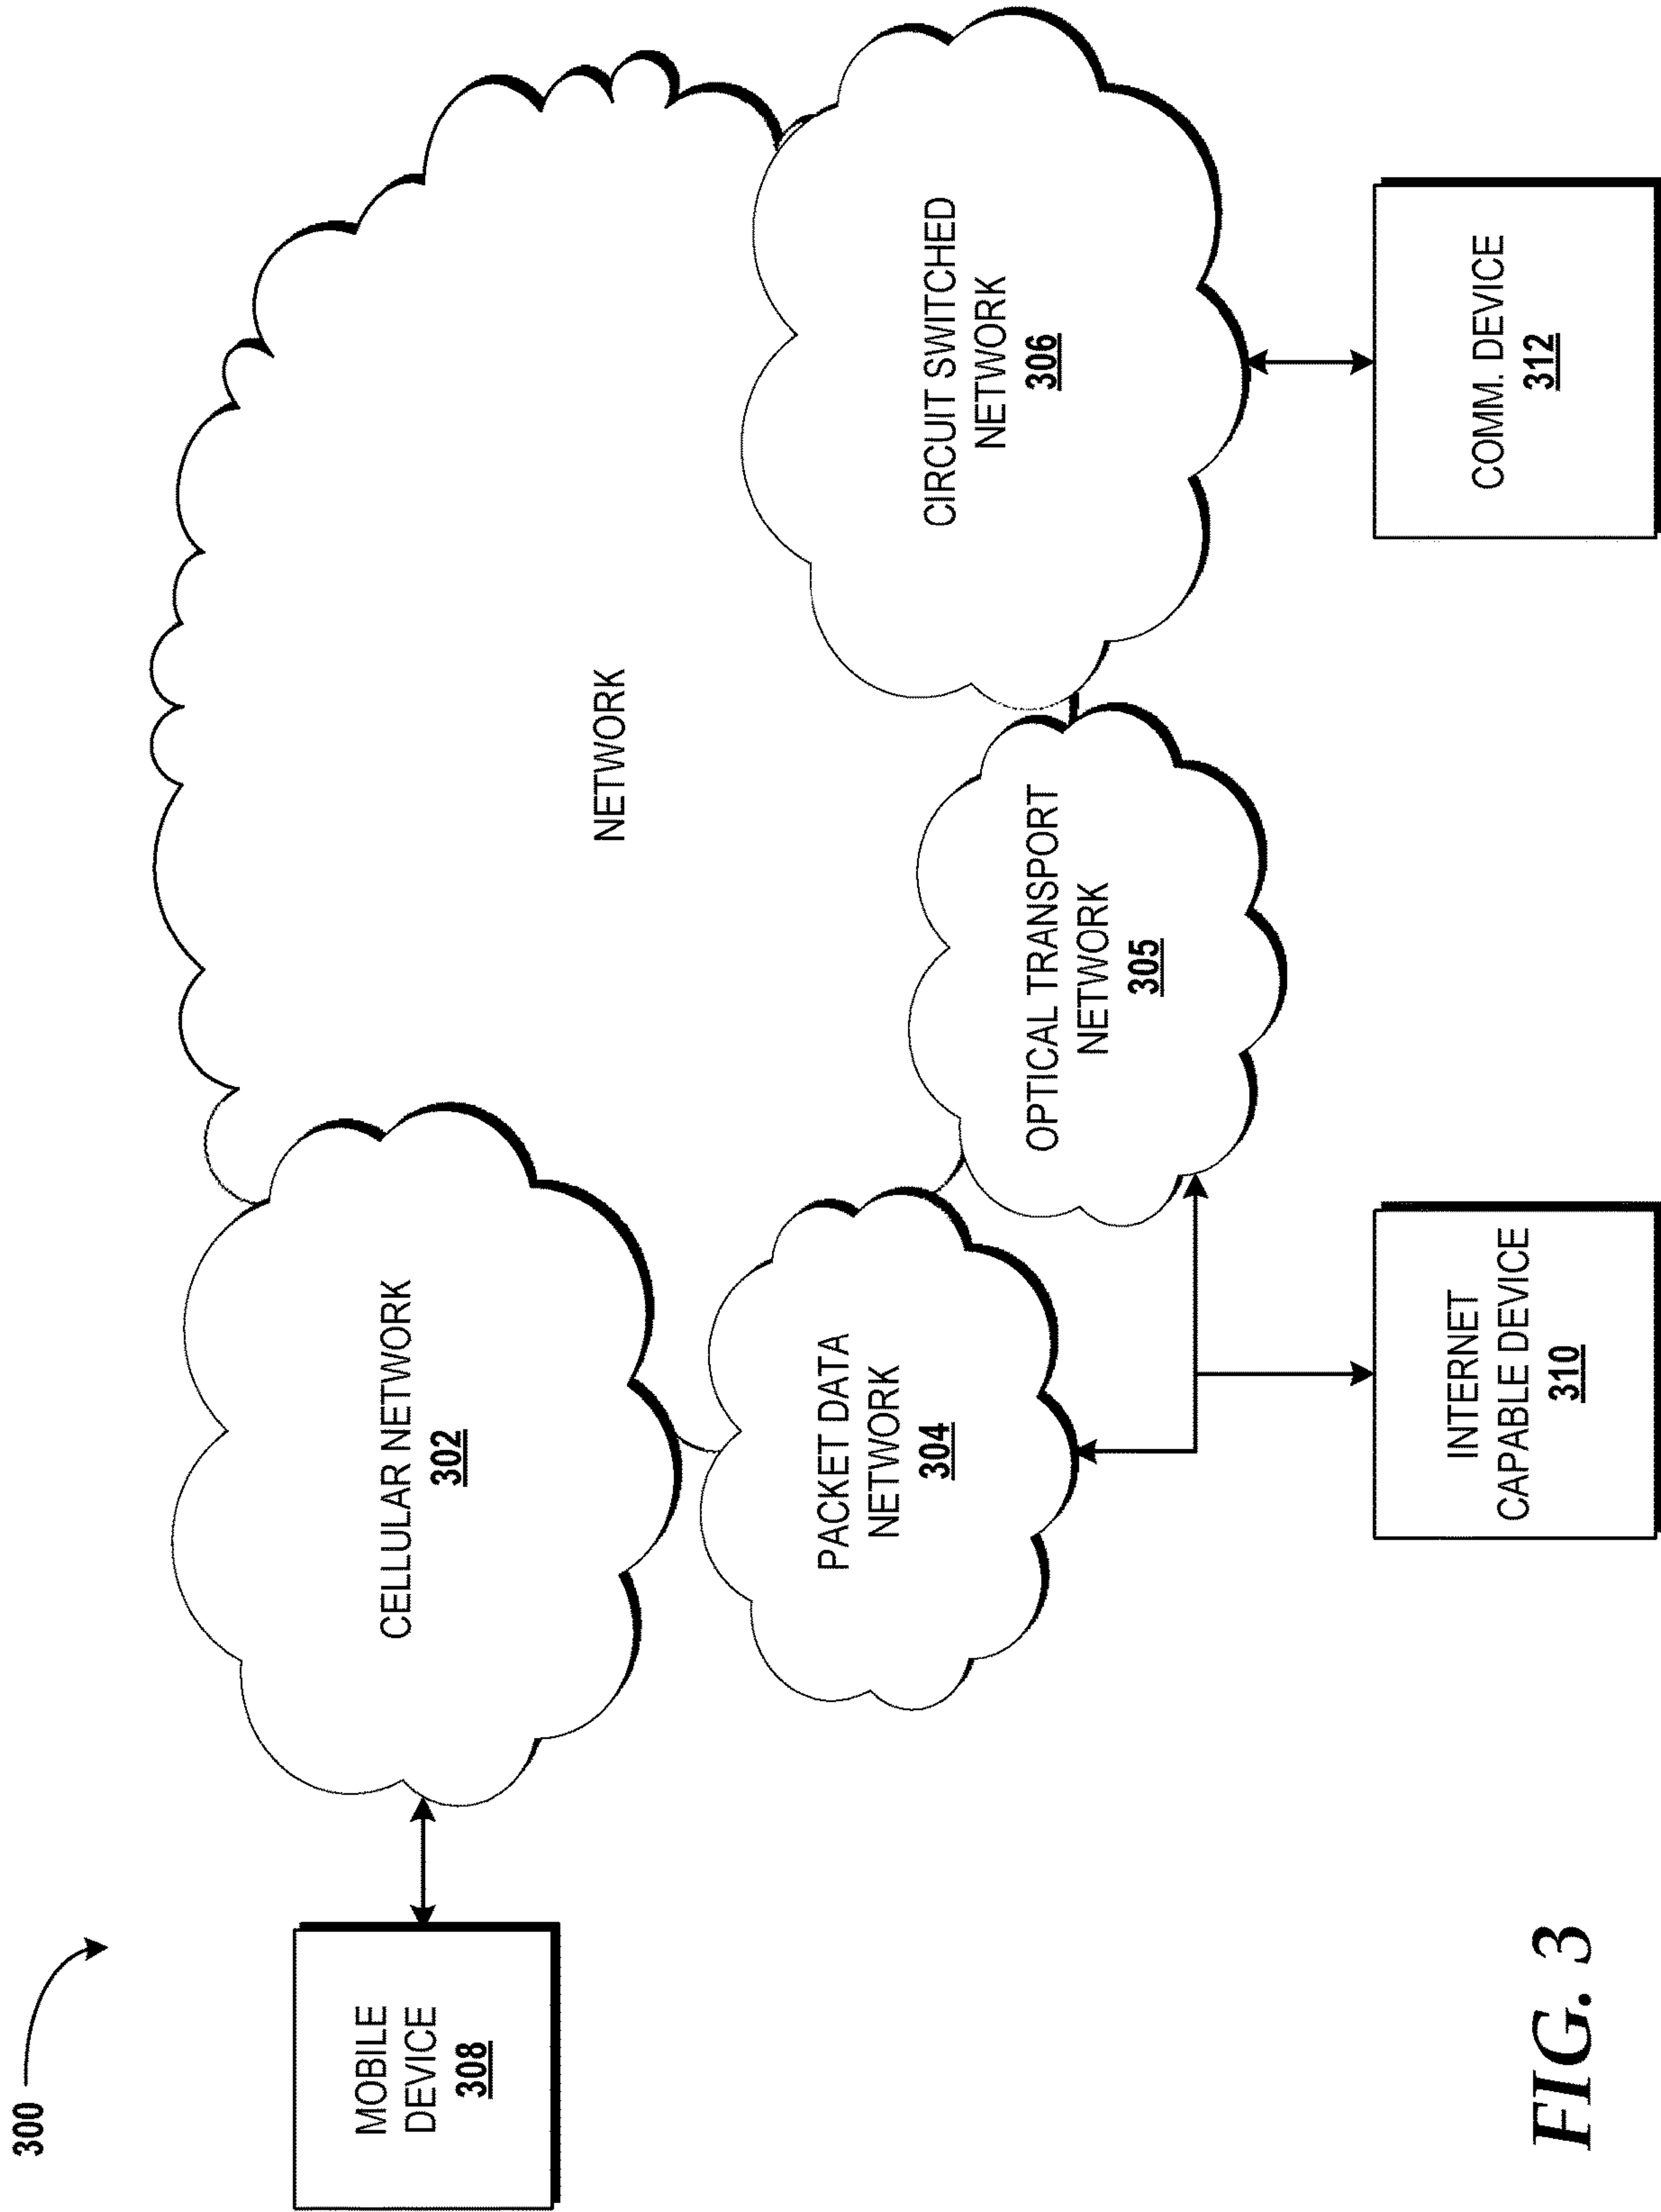 300
MOBILE
DEVICE
308
CELLULAR NETWORK
302
NETWORK
PACKET DATA
NETWORK
304
OPTICAL TRANSPORT
NETWORK
305
CIRCUIT SWITCHED
NETWORK
306
INTERNET
CAPABLE DEVICE
310
COMM. DEVICE
312
FIG. 3